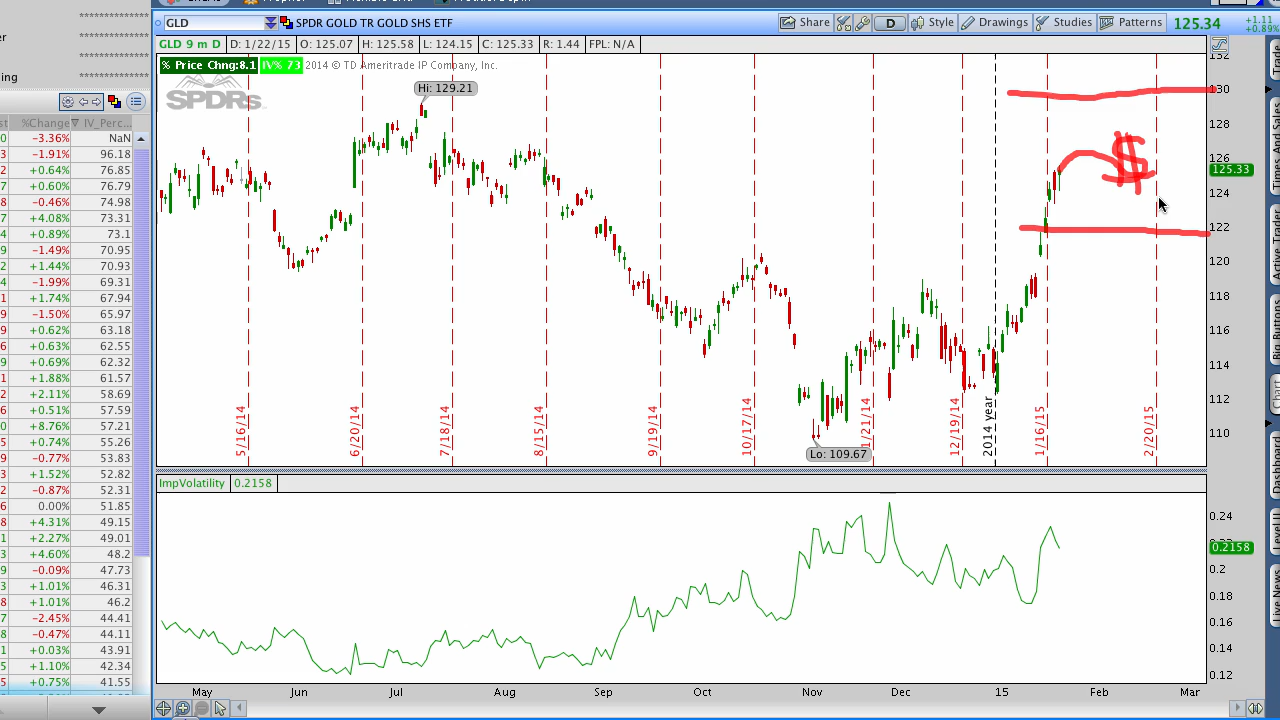 GLD
SPDR GOLD TR GOLD SHS ETF
Share
D
Style
Drawings
Studies
Patterns
125.34
+1.11
+0.89%
GLD 9 m D
D: 1/22/15
O: 125.07
H: 125.58
L: 124.15
C: 125.33
R: 1.44
FPL: N/A
% Price Chng:8.1
IV% 73
2014 © TD Ameritrade IP Company, Inc.
SPDRs
Hi: 129.21
Lo: 109.67
$
130
128
126
125.33
124
122
120
118
116
114
112
110
5/16/14
6/20/14
7/18/14
8/15/14
9/19/14
10/17/14
11/21/14
12/19/14
2014 year
1/16/15
2/20/15
ImpVolatility
0.2158
0.24
0.2158
0.2
0.18
0.16
0.14
0.12
May
Jun
Jul
Aug
Sep
Oct
Nov
Dec
15
Feb
Mar
%Change
IV_Perc...
-3.36% NaN
-1.91% 96.18
+0.64% 76.85
+0.60% 76.79
-0.46% 74.98
+4.08% 73.31
+0.89% 73.1
-1.49% 70.95
+1.44% 70.93
-1.99% 69.31
+1.74% 67.94
-1.50% 65.97
+0.62% 63.18
+0.63% 62.55
+0.69% 62.32
+1.88% 61.57
+2.11% 58.69
+0.51% 57.59
+8.76% 57.21
+0.74% 55.26
-0.77% 53.83
+1.52% 52.82
-0.87% 52.31
0.00% 51.85
+4.31% 49.15
+2.27% 49.01
+4.60% 48.2
-0.09% 47.73
+1.01% 46.31
+1.01% 46.2
-2.45% 44.41
-0.47% 44.11
+0.03% 43.91
+1.10% 42.34
+0.75% 41.55
Trade
Active Trader
Chart
Dashboard
Level II
Live News